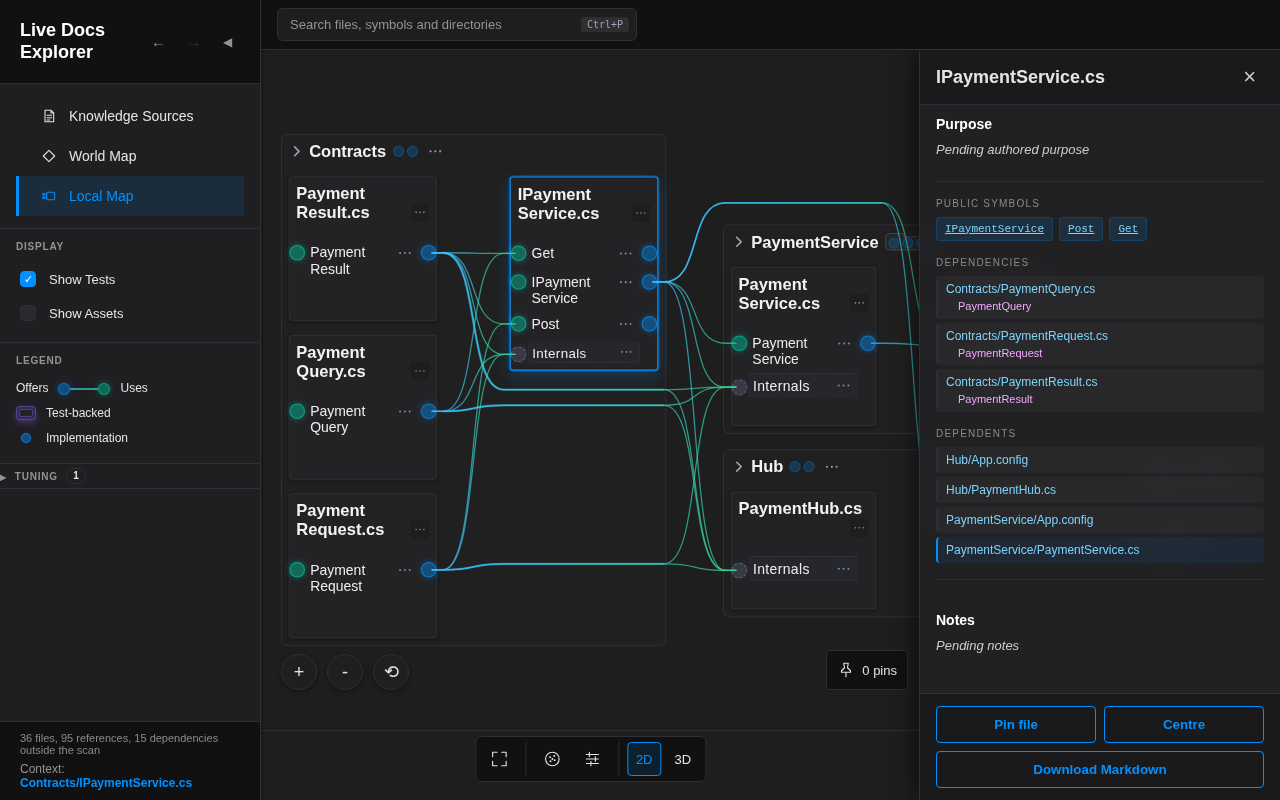 Live Docs
Explorer
Search files, symbols and directories
Ctrl+P
Knowledge Sources
World Map
Local Map
DISPLAY
Show Tests
Show Assets
LEGEND
Offers
Uses
Test-backed
Implementation
TUNING
1
36 files, 95 references, 15 dependencies
outside the scan
Context:
Contracts/IPaymentService.cs
Contracts
Payment
Result.cs
Payment
Result
Payment
Query.cs
Payment
Query
Payment
Request.cs
Payment
Request
IPayment
Service.cs
Get
IPayment
Service
Post
Internals
PaymentService
Payment
Service.cs
Payment
Service
Internals
Hub
PaymentHub.cs
Internals
+
-
0 pins
2D
3D
IPaymentService.cs
Purpose
Pending authored purpose
PUBLIC SYMBOLS
IPaymentService
Post
Get
DEPENDENCIES
Contracts/PaymentQuery.cs
PaymentQuery
Contracts/PaymentRequest.cs
PaymentRequest
Contracts/PaymentResult.cs
PaymentResult
DEPENDENTS
Hub/App.config
Hub/PaymentHub.cs
PaymentService/App.config
PaymentService/PaymentService.cs
Notes
Pending notes
Pin file
Centre
Download Markdown